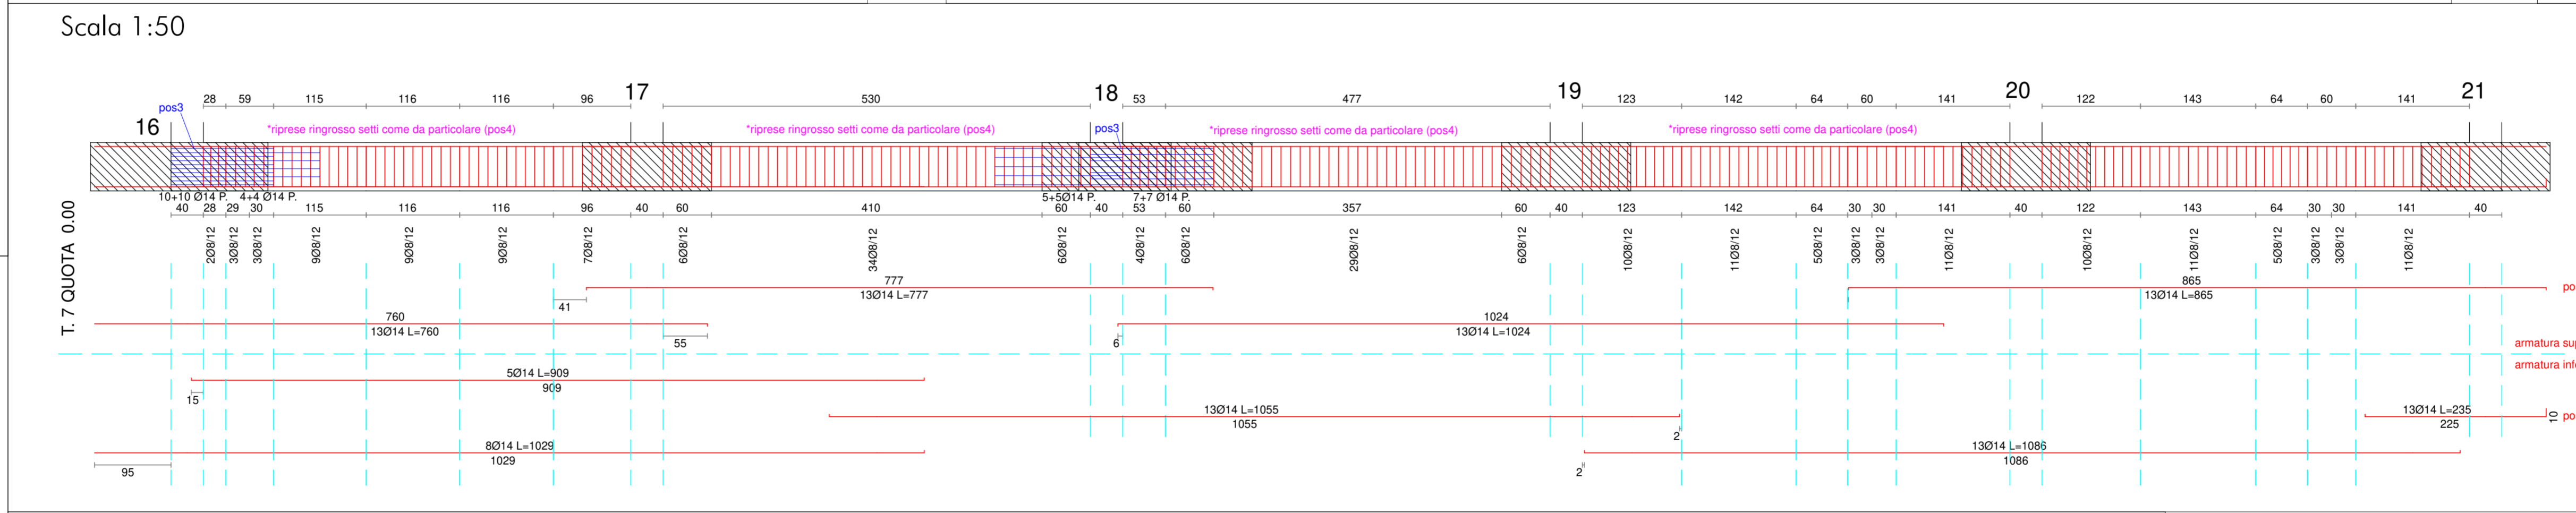 Scala 1:50
16
17
18
19
20
21
28 59 115 116 116 96 530 53 477 123 142 64 60 141 122 143 64 60 141
pos3
pos3
*riprese ringrosso setti come da particolare (pos4)
*riprese ringrosso setti come da particolare (pos4)
*riprese ringrosso setti come da particolare (pos4)
*riprese ringrosso setti come da particolare (pos4)
10+10 Ø14 P. 4+4 Ø14 P. 5+5Ø14 P. 7+7 Ø14 P.
40 28 29 30 115 116 116 96 40 60 410 60 40 53 60 357 60 40 123 142 64 30 30 141 40 122 143 64 30 30 141 40
T. 7 QUOTA 0.00
2Ø8/12 3Ø8/12 3Ø8/12 9Ø8/12 9Ø8/12 9Ø8/12 7Ø8/12 6Ø8/12 34Ø8/12 6Ø8/12 4Ø8/12 6Ø8/12 29Ø8/12 6Ø8/12 10Ø8/12 11Ø8/12 5Ø8/12 3Ø8/12 3Ø8/12 11Ø8/12 10Ø8/12 11Ø8/12 5Ø8/12 3Ø8/12 3Ø8/12 11Ø8/12
777
13Ø14 L=777
41
865
13Ø14 L=865
po
760
13Ø14 L=760
55
1024
13Ø14 L=1024
6
armatura su
armatura inf
5Ø14 L=909
909
15
13Ø14 L=1055
1055
2
13Ø14 L=235
225
10
po
8Ø14 L=1029
1029
95
13Ø14 L=1086
1086
2